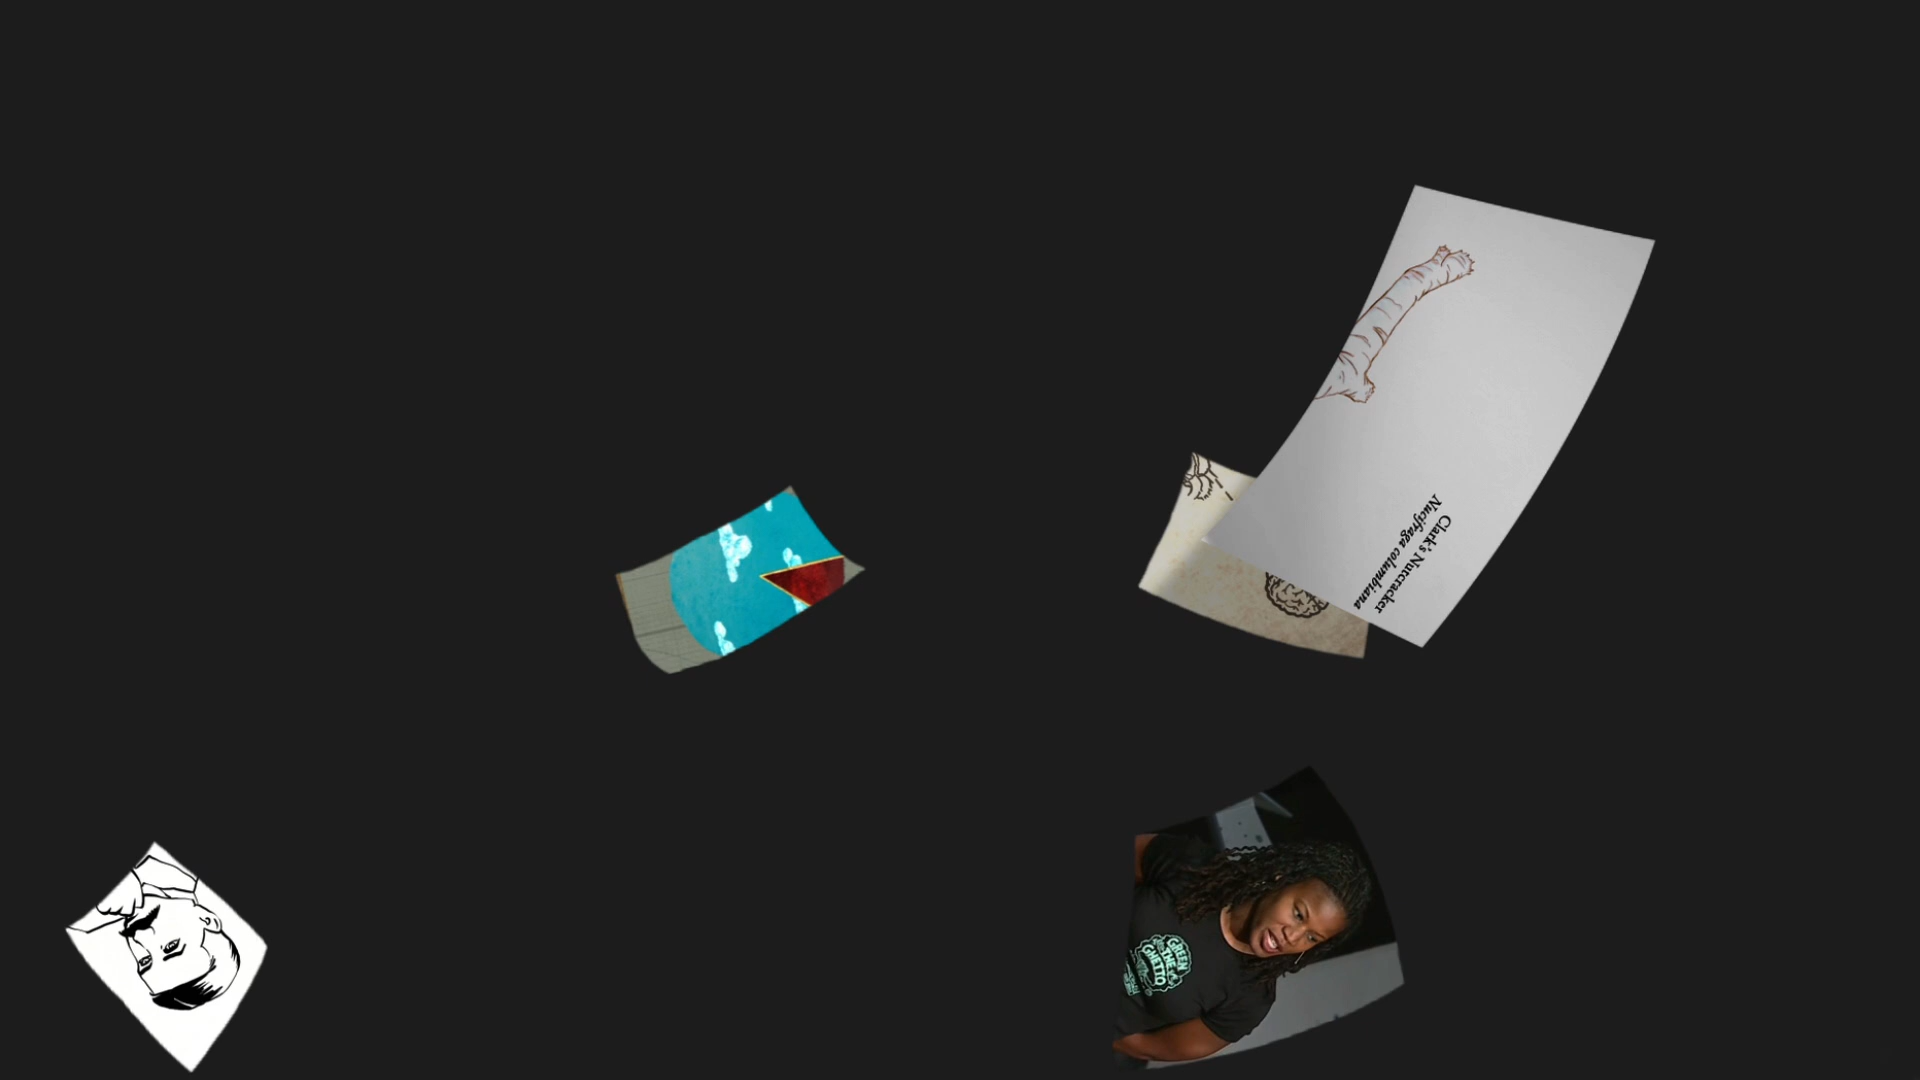 Clark's Nutcracker
Nucifraga columbiana
GREEN
THE
GHETTO